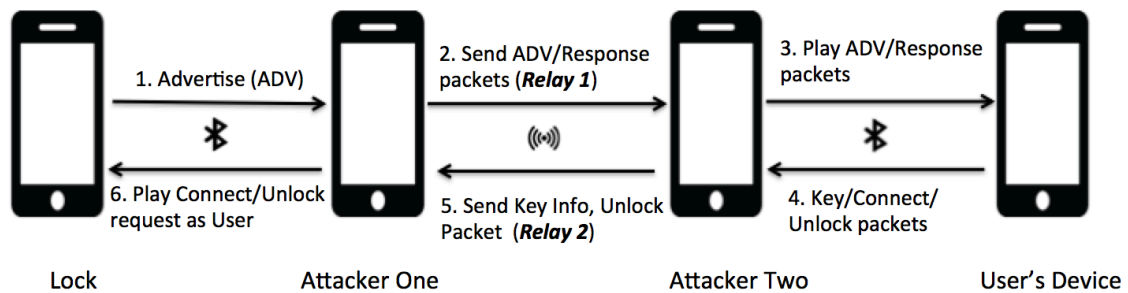 1. Advertise (ADV)
2. Send ADV/Response
packets (Relay 1)
3. Play ADV/Response
packets
6. Play Connect/Unlock
request as User
5. Send Key Info, Unlock
Packet (Relay 2)
4. Key/Connect/
Unlock packets
Lock
Attacker One
Attacker Two
User's Device